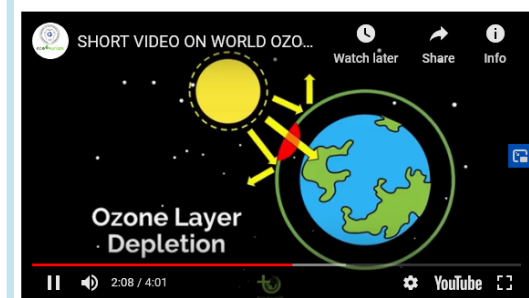 SHORT VIDEO ON WORLD OZO...
Watch later
Share
Info
Ozone Layer
Depletion
2:08 / 4:01
YouTube